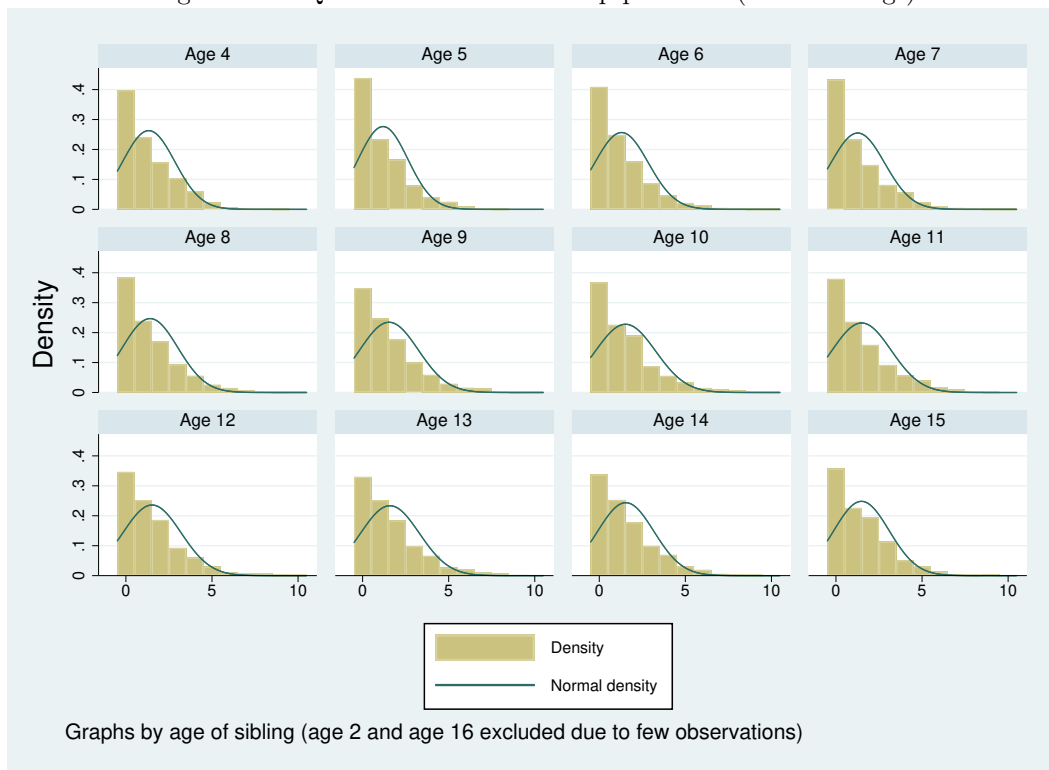 Age 4 Age 5 Age 6 Age 7
.4
.3
.2
.1
0
Age 8 Age 9 Age 10 Age 11
.4
.3
.2
.1
0
Density
Age 12 Age 13 Age 14 Age 15
.4
.3
.2
.1
0
0 5 10 0 5 10 0 5 10 0 5 10
Density
Normal density
Graphs by age of sibling (age 2 and age 16 excluded due to few observations)